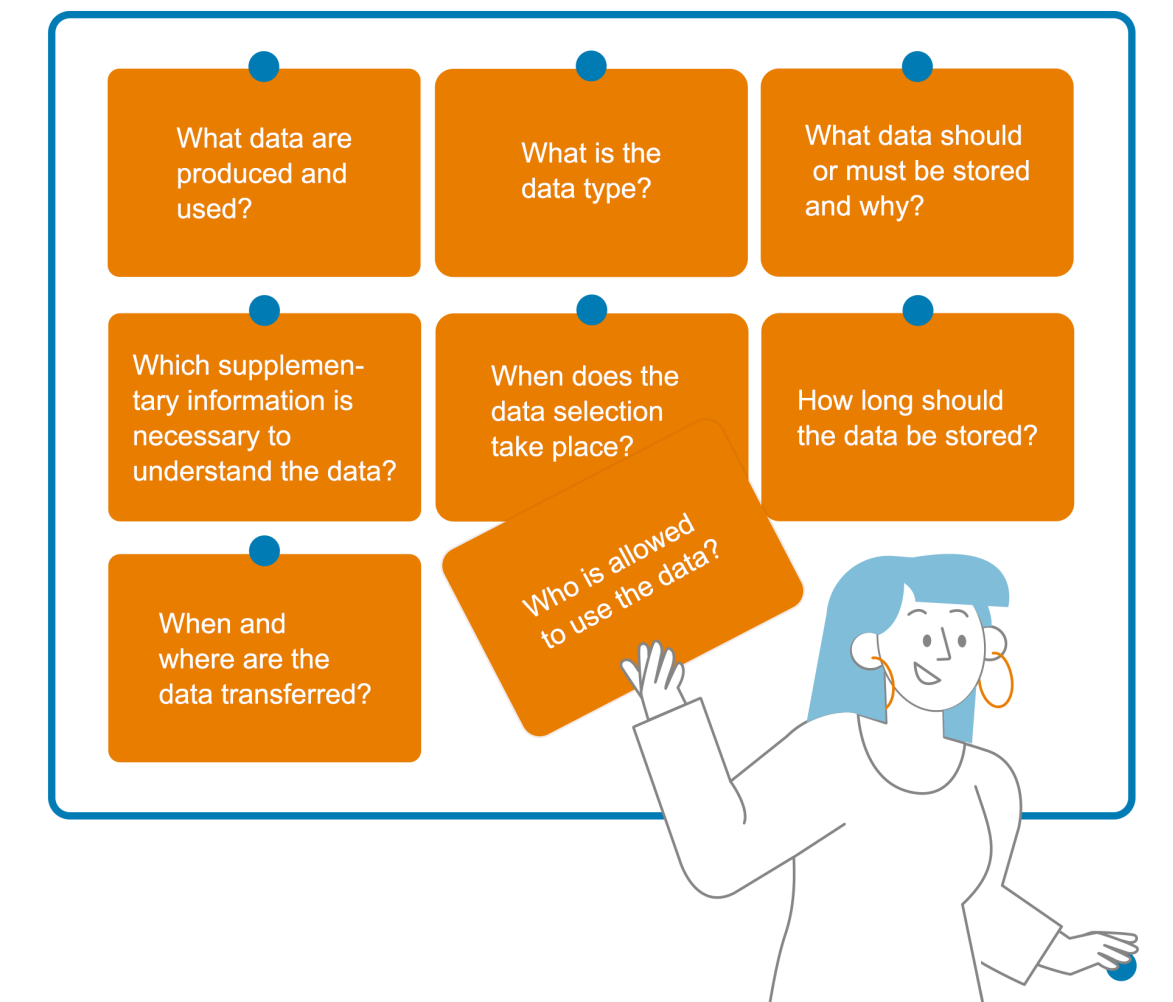 What data are
produced and
used?
What is the
data type?
What data should
or must be stored
and why?
Which supplemen-
tary information is
necessary to
understand the data?
When does the
data selection
take place?
How long should
the data be stored?
Who is allowed
to use the data?
When and
where are the
data transferred?